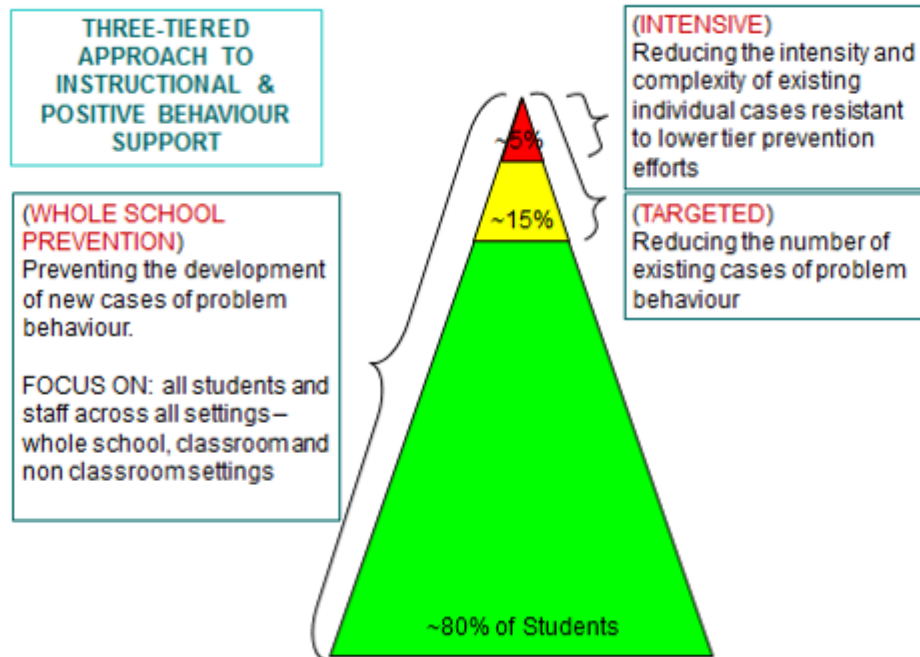 THREE-TIERED
APPROACH TO
INSTRUCTIONAL &
POSITIVE BEHAVIOUR
SUPPORT
(INTENSIVE)
Reducing the intensity and
complexity of existing
individual cases resistant
to lower tier prevention
efforts
~5%
(WHOLE SCHOOL
PREVENTION)
Preventing the development
of new cases of problem
behaviour.
FOCUS ON: all students and
staff across all settings –
whole school, classroom and
non classroom settings
~15%
(TARGETED)
Reducing the number of
existing cases of problem
behaviour
~80% of Students